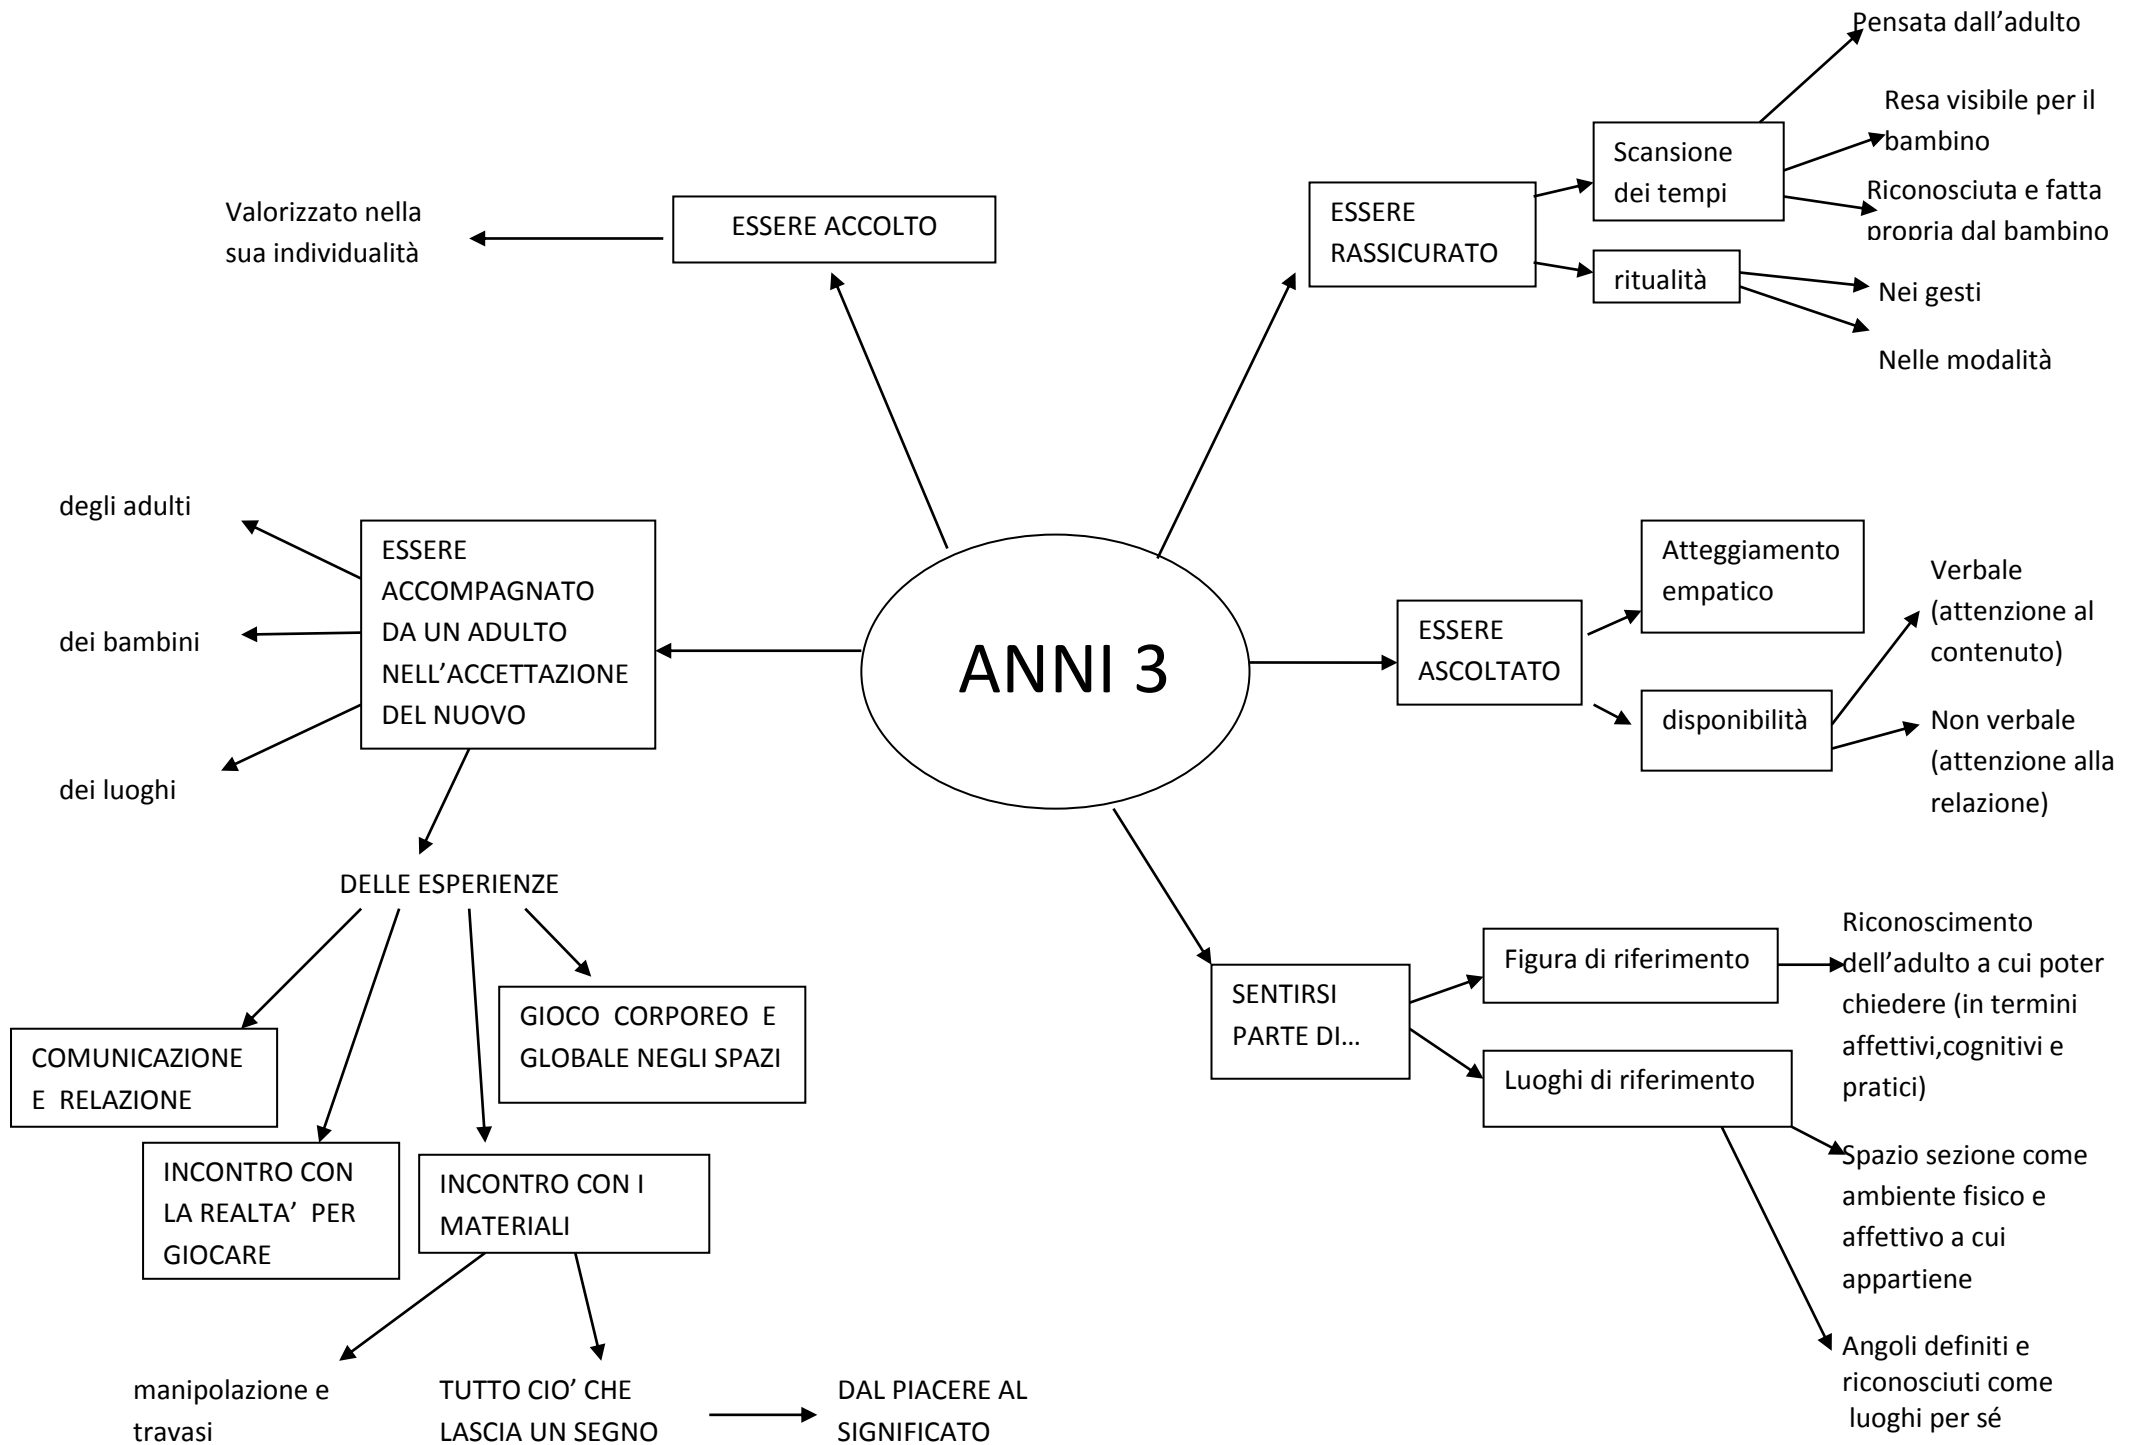 Pensata dall’adulto
Resa visibile per il
bambino
Scansione
dei tempi
Riconosciuta e fatta
propria dal bambino
ESSERE
RASSICURATO
ritualità
Nei gesti
Nelle modalità
Valorizzato nella
sua individualità
ESSERE ACCOLTO
degli adulti
dei bambini
dei luoghi
ESSERE
ACCOMPAGNATO
DA UN ADULTO
NELL’ACCETTAZIONE
DEL NUOVO
ANNI 3
ESSERE
ASCOLTATO
Atteggiamento
empatico
disponibilità
Verbale
(attenzione al
contenuto)
Non verbale
(attenzione alla
relazione)
DELLE ESPERIENZE
COMUNICAZIONE
E RELAZIONE
GIOCO CORPOREO E
GLOBALE NEGLI SPAZI
INCONTRO CON
LA REALTA’ PER
GIOCARE
INCONTRO CON I
MATERIALI
manipolazione e
travasi
TUTTO CIO’ CHE
LASCIA UN SEGNO
DAL PIACERE AL
SIGNIFICATO
SENTIRSI
PARTE DI…
Figura di riferimento
Luoghi di riferimento
Riconoscimento
dell’adulto a cui poter
chiedere (in termini
affettivi,cognitivi e
pratici)
Spazio sezione come
ambiente fisico e
affettivo a cui
appartiene
Angoli definiti e
riconosciuti come
luoghi per sé